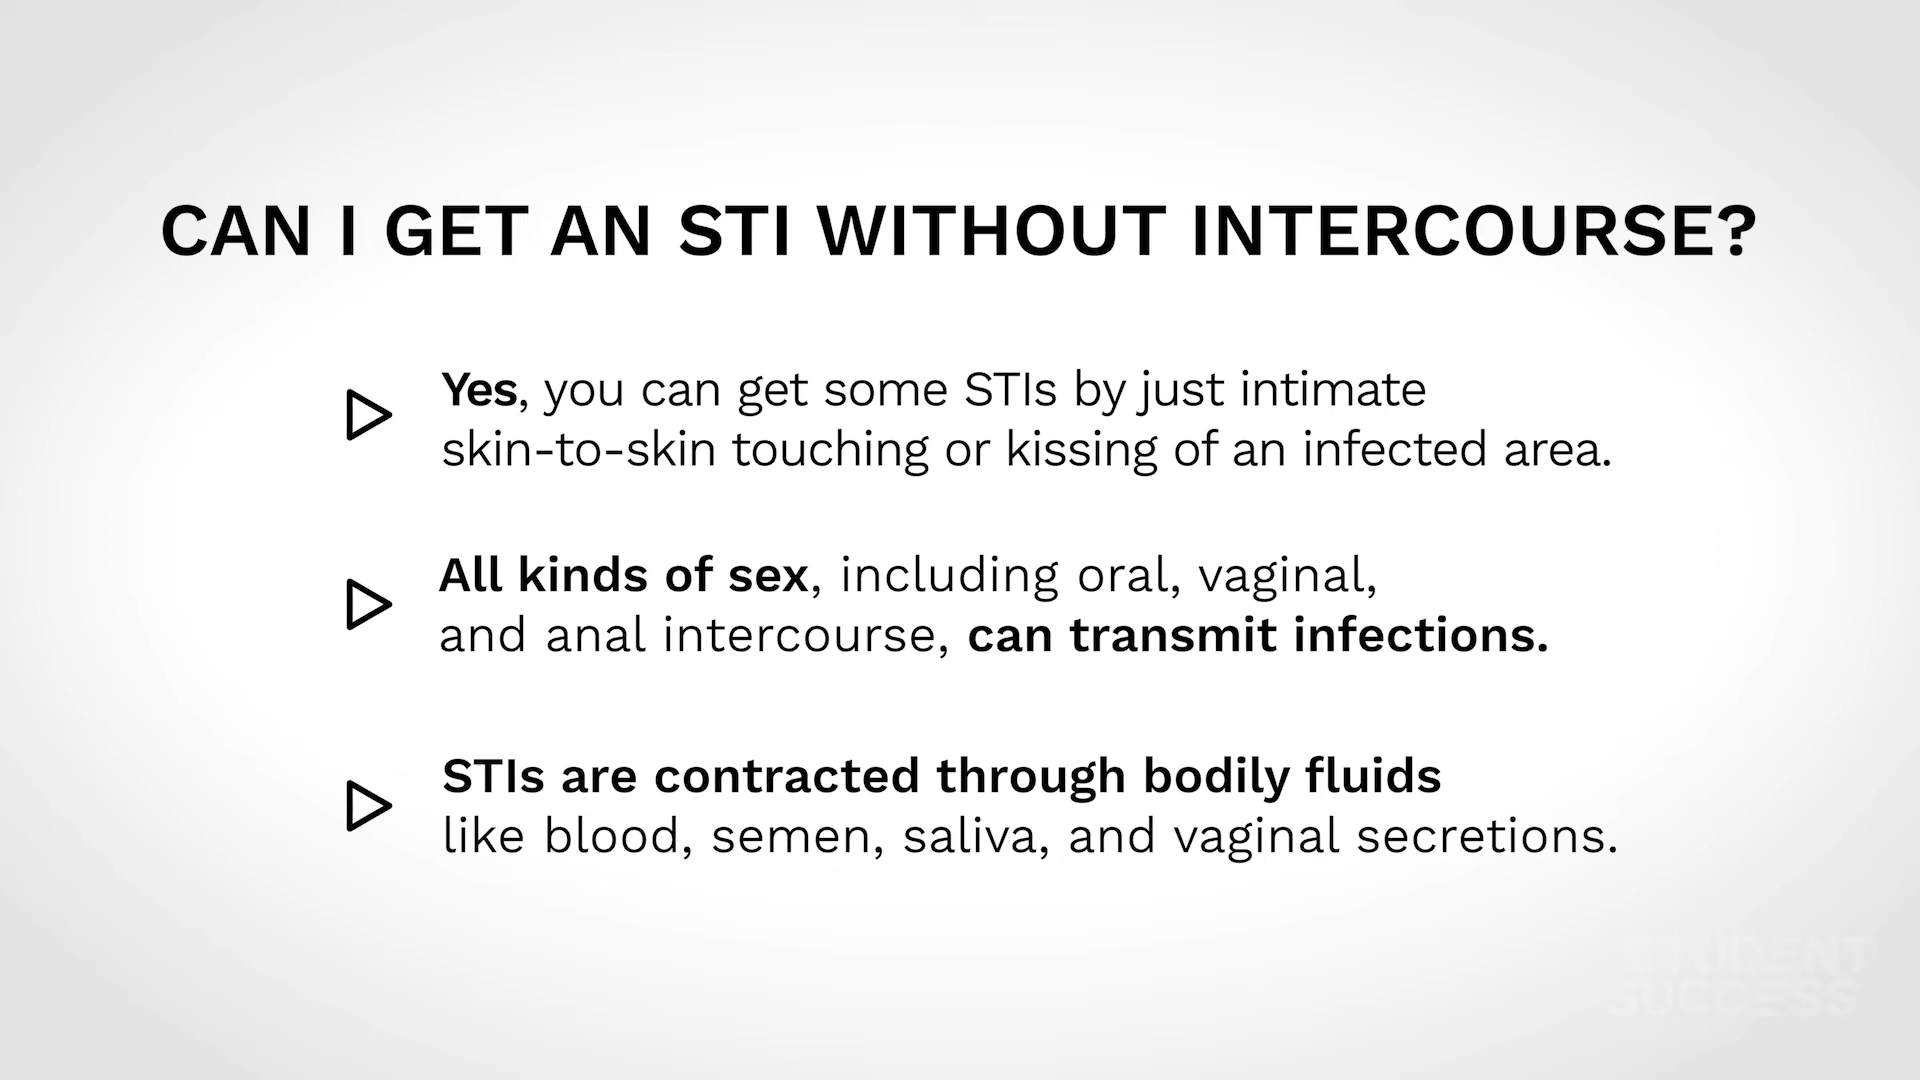 CAN I GET AN STI WITHOUT INTERCOURSE?
Yes, you can get some STIs by just intimate
skin-to-skin touching or kissing of an infected area.
All kinds of sex, including oral, vaginal,
and anal intercourse, can transmit infections.
STIs are contracted through bodily fluids
like blood, semen, saliva, and vaginal secretions.
STUDENT
SUCCESS